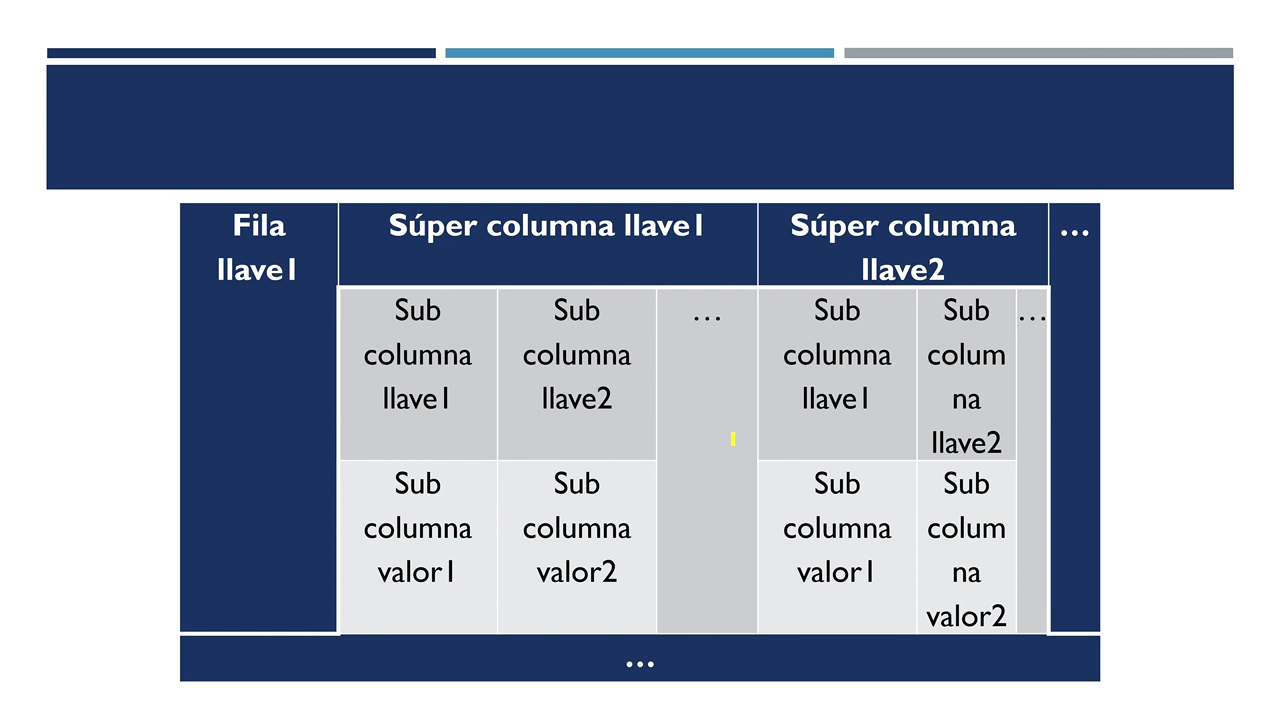 Fila
llave1
Súper columna llave1
Súper columna
llave2
…
Sub
columna
llave1
Sub
columna
llave2
…
Sub
columna
llave1
Sub
colum
na
llave2
…
Sub
columna
valor1
Sub
columna
valor2
Sub
columna
valor1
Sub
colum
na
valor2
…